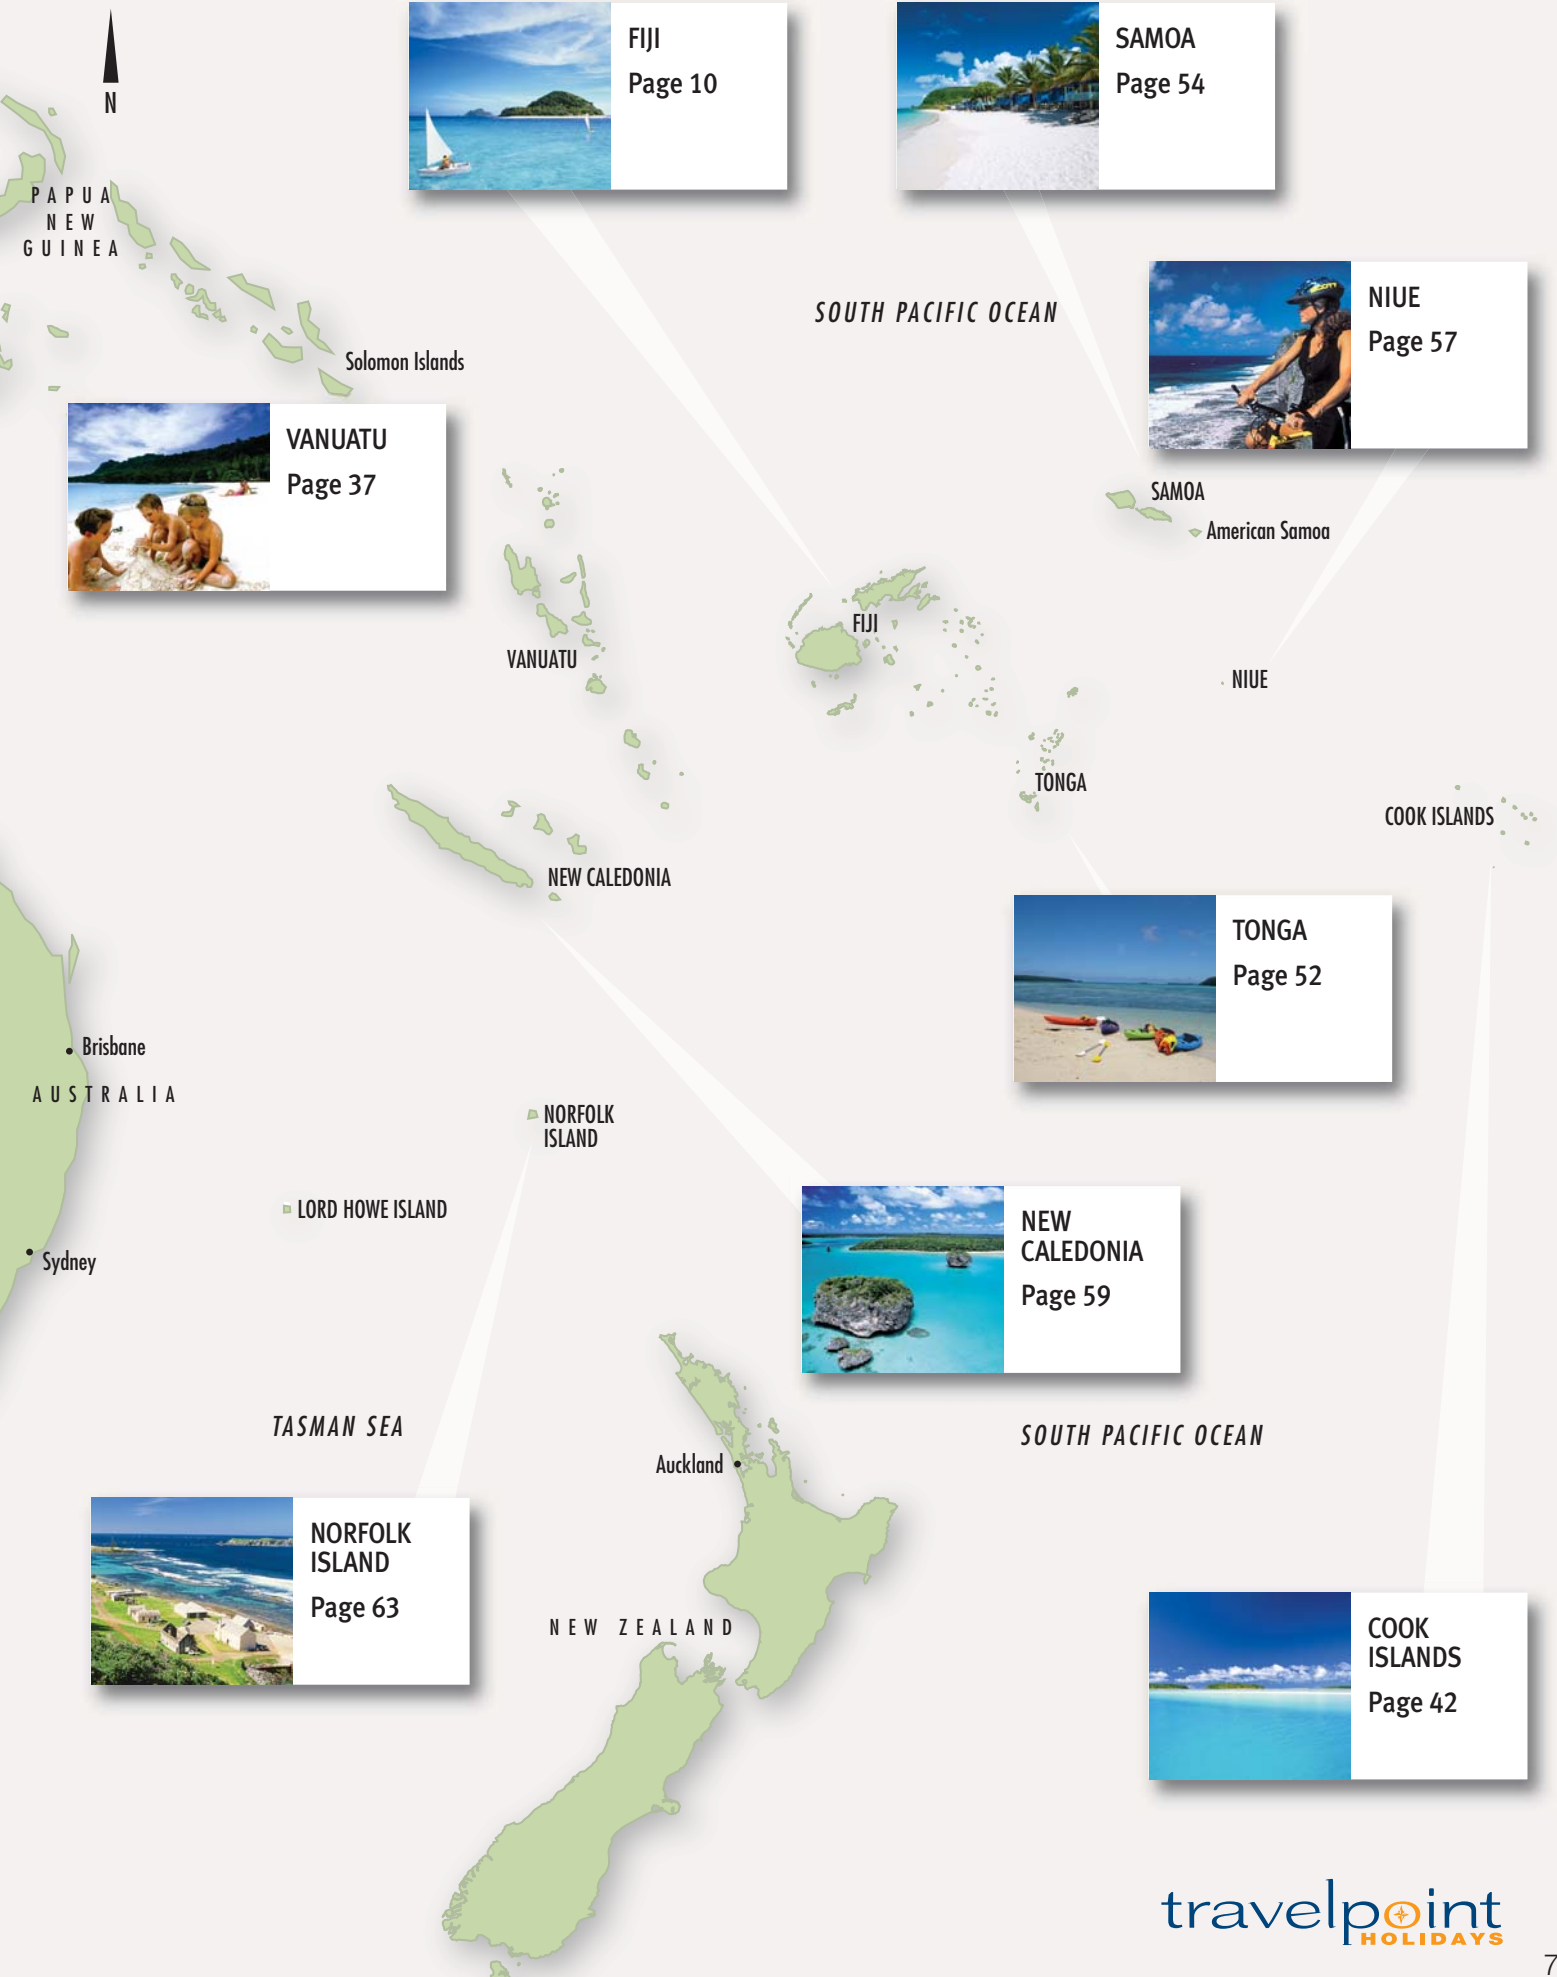 FIJI
Page 10
SAMOA
Page 54
N
PAPUA
NEW
GUINEA
NIUE
Page 57
SOUTH PACIFIC OCEAN
Solomon Islands
VANUATU
Page 37
SAMOA
American Samoa
FIJI
VANUATU
NIUE
TONGA
COOK ISLANDS
NEW CALEDONIA
TONGA
Page 52
Brisbane
AUSTRALIA
NORFOLK
ISLAND
LORD HOWE ISLAND
Sydney
NEW
CALEDONIA
Page 59
TASMAN SEA
SOUTH PACIFIC OCEAN
Auckland
NORFOLK
ISLAND
Page 63
NEW ZEALAND
COOK
ISLANDS
Page 42
travelpoint
HOLIDAYS
7